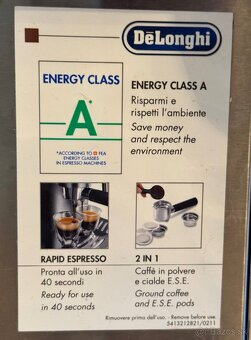 DeLonghi
ENERGY CLASS
A*
*ACCORDING TO FEA
ENERGY CLASSES
IN ESPRESSO MACHINES
ENERGY CLASS A
Risparmi e
rispetti l'ambiente
Save money
and respect the
environment
RAPID ESPRESSO
Pronta all'uso in
40 secondi
Ready for use
in 40 seconds
2 IN 1
Caffè in polvere
e cialde E.S.E.
Ground coffee
and E.S.E. pods
Rimuovere prima dell'uso. - Remove before use.
5413212821/0211